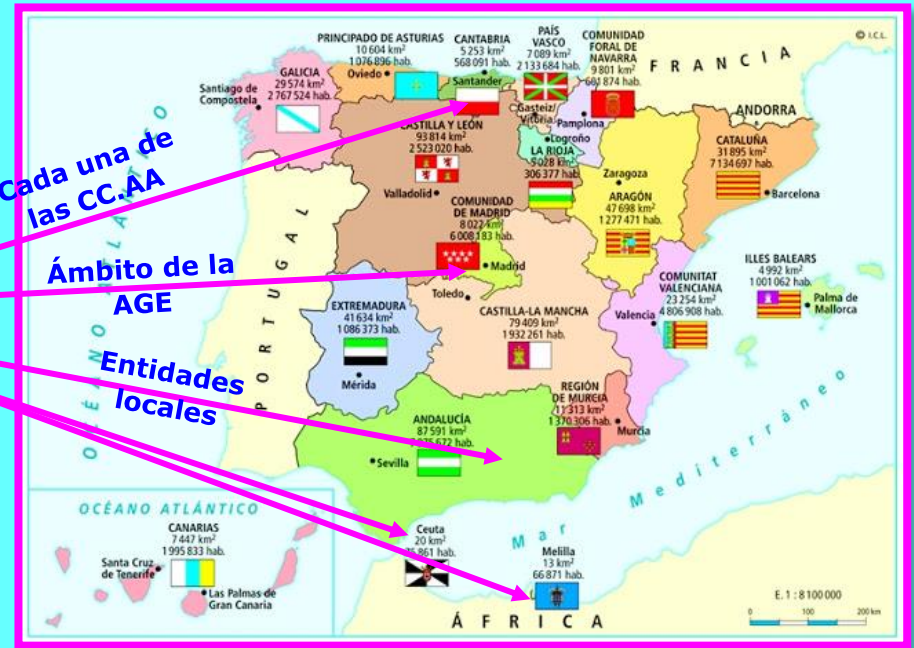 © I.C.L.
PRINCIPADO DE ASTURIAS
10 604 km²
1 076 896 hab.
Oviedo
CANTABRIA
5 253 km²
568 091 hab.
Santander
PAÍS
VASCO
7 089 km²
2 133 684 hab.
Gasteiz/
Vitoria
COMUNIDAD
FORAL DE
NAVARRA
9 801 km²
hab.
Pamplona
FRANCIA
ANDORRA
GALICIA
29 574 km²
2 767 524 hab.
Santiago de
Compostela
Cada una de
las CC.AA
CASTILLA Y LEÓN
93 814 km²
2 523 020 hab.
Valladolid
Logroño
LA RIOJA
5 028 km²
306 377 hab.
Zaragoza
ARAGÓN
47 698 km²
1 277 471 hab.
CATALUÑA
31 895 km²
7 134 697 hab.
Barcelona
COMUNIDAD
DE MADRID
8 022 km²
6 008 183 hab.
Madrid
Ámbito de la
AGE
OCÉANO ATLÁNTICO
PORTUGAL
Toledo
EXTREMADURA
41 634 km²
1 086 373 hab.
Mérida
CASTILLA-LA MANCHA
79 409 km²
1 932 261 hab.
COMUNITAT
VALENCIANA
23 254 km²
4 806 908 hab.
Valencia
ILLES BALEARS
4 992 km²
1 001 062 hab.
Palma de
Mallorca
Entidades
locales
REGIÓN
DE MURCIA
11 313 km²
1 370 306 hab.
Murcia
ANDALUCÍA
87 591 km²
hab.
Sevilla
Mar Mediterráneo
OCÉANO ATLÁNTICO
CANARIAS
7 447 km²
1 995 833 hab.
Santa Cruz
de Tenerife
Las Palmas de
Gran Canaria
Ceuta
20 km²
hab.
Melilla
13 km²
66 871 hab.
ÁFRICA
E. 1 : 8 100 000
0 100 200 km